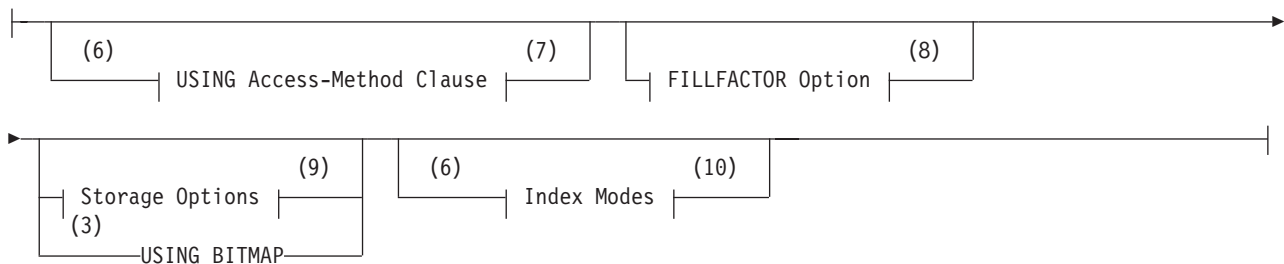 (6) (7) (8)
USING Access-Method Clause FILLFACTOR Option
(9) (6) (10)
Storage Options Index Modes
(3)
USING BITMAP